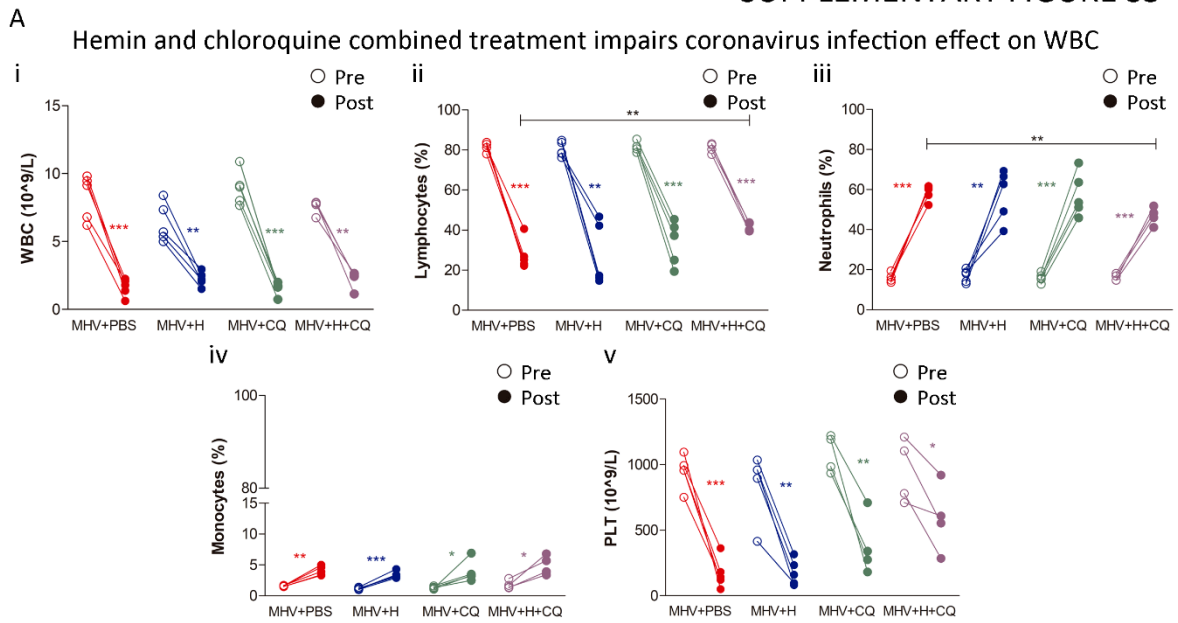 A
Hemin and chloroquine combined treatment impairs coronavirus infection effect on WBC
i
Pre
Post
WBC (10^9/L)
15
10
5
0
***
**
***
**
MHV+PBS
MHV+H
MHV+CQ
MHV+H+CQ
ii
Pre
Post
Lymphocytes (%)
100
80
60
40
20
0
**
***
**
***
***
MHV+PBS
MHV+H
MHV+CQ
MHV+H+CQ
iii
Pre
Post
Neutrophils (%)
100
80
60
40
20
0
**
***
**
***
***
MHV+PBS
MHV+H
MHV+CQ
MHV+H+CQ
iv
Pre
Post
Monocytes (%)
100
80
15
10
5
0
**
***
*
*
MHV+PBS
MHV+H
MHV+CQ
MHV+H+CQ
v
Pre
Post
PLT (10^9/L)
1500
1000
500
0
***
**
**
*
MHV+PBS
MHV+H
MHV+CQ
MHV+H+CQ